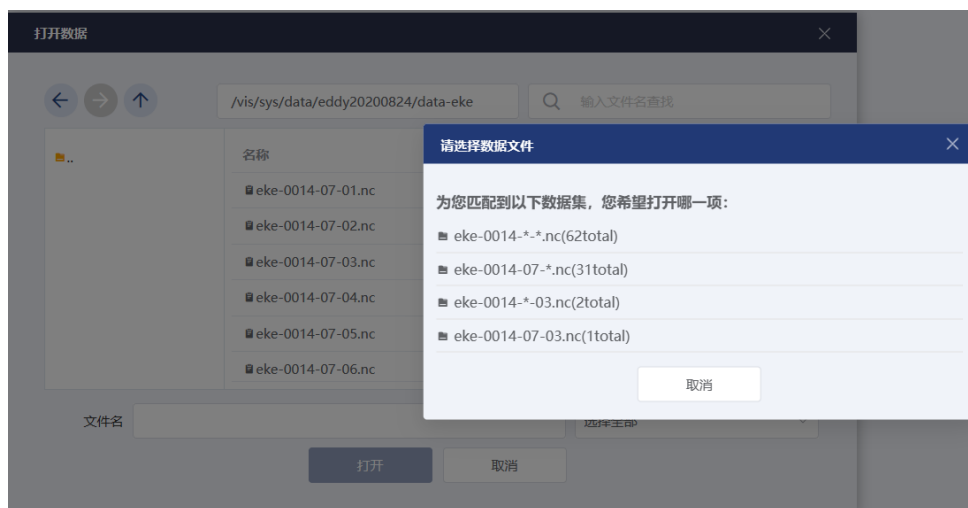 打开数据
/vis/sys/data/eddy20200824/data-eke
输入文件名查找
..
名称
eke-0014-07-01.nc
eke-0014-07-02.nc
eke-0014-07-03.nc
eke-0014-07-04.nc
eke-0014-07-05.nc
eke-0014-07-06.nc
文件名
选择全部
打开
取消
请选择数据文件
为您匹配到以下数据集，您希望打开哪一项：
eke-0014-*-*.nc(62total)
eke-0014-07-*.nc(31total)
eke-0014-*-03.nc(2total)
eke-0014-07-03.nc(1total)
取消